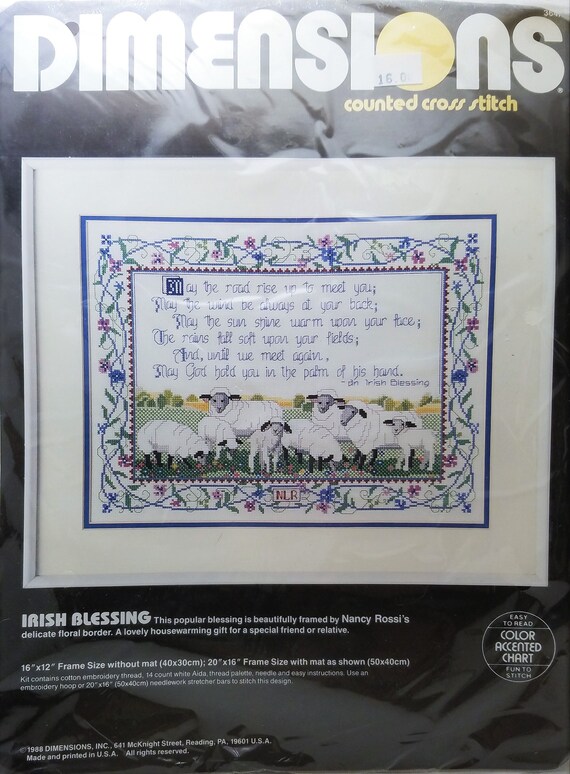 DIMENSIONS®
16.00
counted cross stitch
May the road rise up to meet you;
May the wind be always at your back;
May the sun shine warm upon your face;
The rains fall soft upon your fields;
And, until we meet again,
May God hold you in the palm of his hand.
- An Irish Blessing
NLR
IRISH BLESSING This popular blessing is beautifully framed by Nancy Rossi's
delicate floral border. A lovely housewarming gift for a special friend or relative.
16"x12" Frame Size without mat (40x30cm); 20"x16" Frame Size with mat as shown (50x40cm)
Kit contains cotton embroidery thread, 14 count white Aida, thread palette, needle and easy instructions. Use an
embroidery hoop or 20"x16" (50x40cm) needlework stretcher bars to stitch this design.
EASY
TO READ
COLOR
ACCENTED
CHART
FUN TO
STITCH
©1988 DIMENSIONS, INC., 641 McKnight Street, Reading, PA. 19601 U.S.A.
Made and printed in U.S.A. All rights reserved.